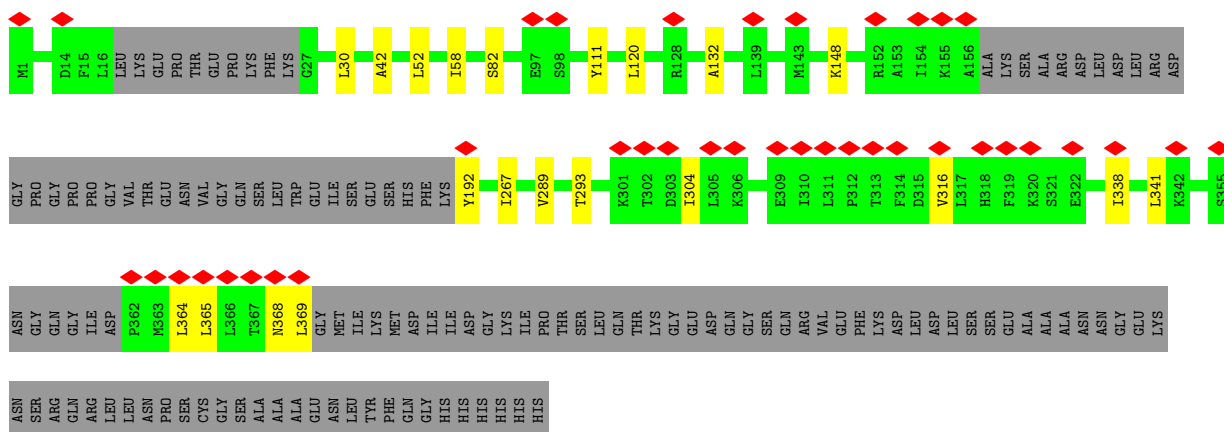 M1 D14 F15 L16 LEU LYS GLU PRO THR GLU PRO LYS PHE LYS G27 L30 A42 L52 I58 S82 E97 S98 Y111 L120 R128 A132 L139 M143 K148 R152 A153 I154 K155 A156 ALA LYS SER ALA ARG ASP LEU ASP LEU ARG ASP
GLY PRO GLY PRO PRO GLY VAL THR GLU ASN VAL GLY GLN SER LEU TRP GLU ILE SER GLU SER HIS PHE LYS Y192 I267 V289 T293 K301 T302 D303 I304 L305 K306 E309 I310 L311 P312 T313 F314 D315 V316 L317 H318 F319 K320 S321 E322 I338 L341 K342 S355
ASN GLY GLN GLY ILE ASP P362 M363 L364 L365 L366 T367 N368 L369 GLY MET ILE LYS MET ASP ILE ILE ASP GLY LYS ILE PRO THR SER LEU GLN THR LYS GLY GLU ASP GLN GLY SER GLN ARG VAL GLU PHE LYS ASP LEU ASP LEU SER SER GLU ALA ALA ALA ASN ASN GLY GLU LYS
ASN SER ARG GLN ARG LEU LEU ASN PRO SER CYS GLY SER ALA ALA ALA GLU ASN LEU TYR PHE GLN GLY HIS HIS HIS HIS HIS HIS